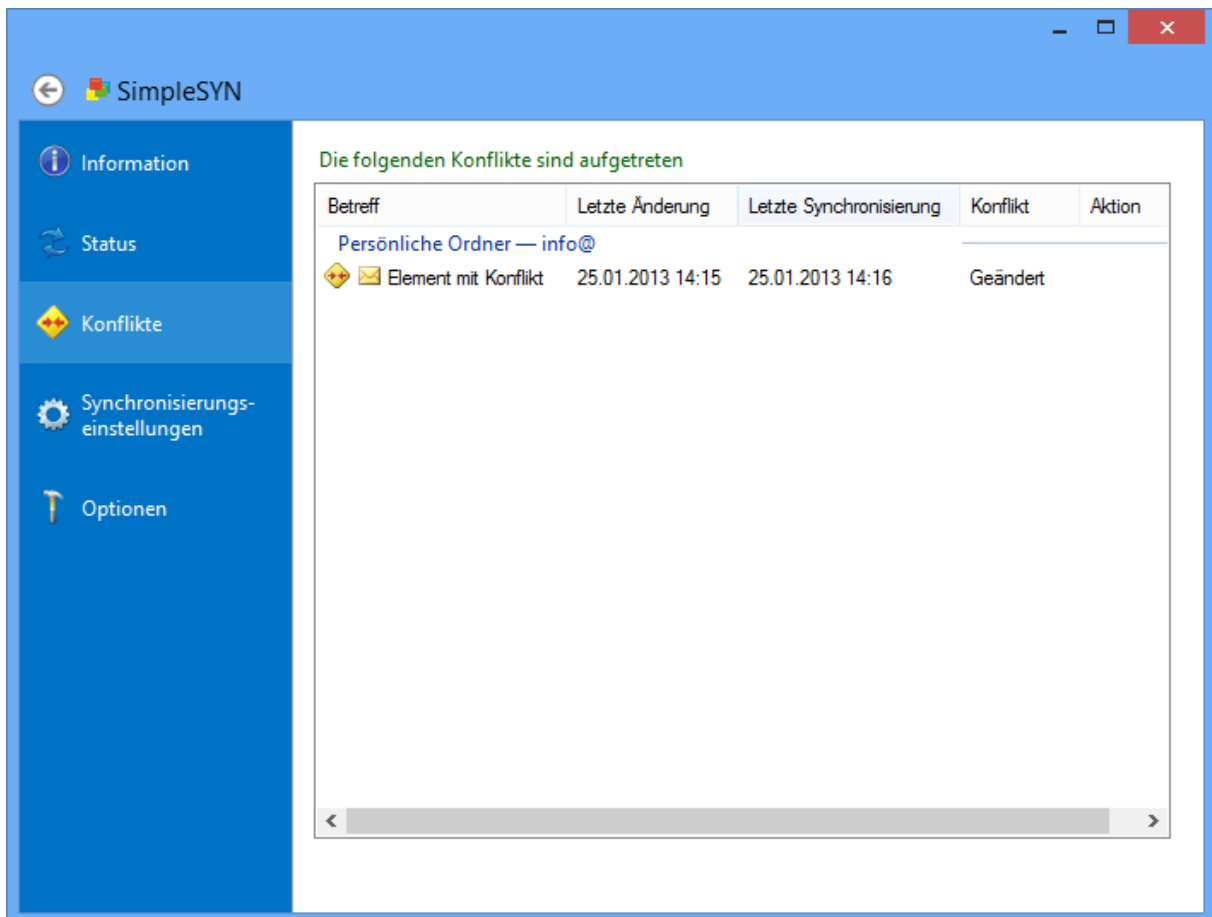 SimpleSYN
Information
Status
Konflikte
Synchronisierungs-
einstellungen
Optionen
Die folgenden Konflikte sind aufgetreten
Betreff Letzte Änderung Letzte Synchronisierung Konflikt Aktion
Persönliche Ordner — info@
Element mit Konflikt 25.01.2013 14:15 25.01.2013 14:16 Geändert